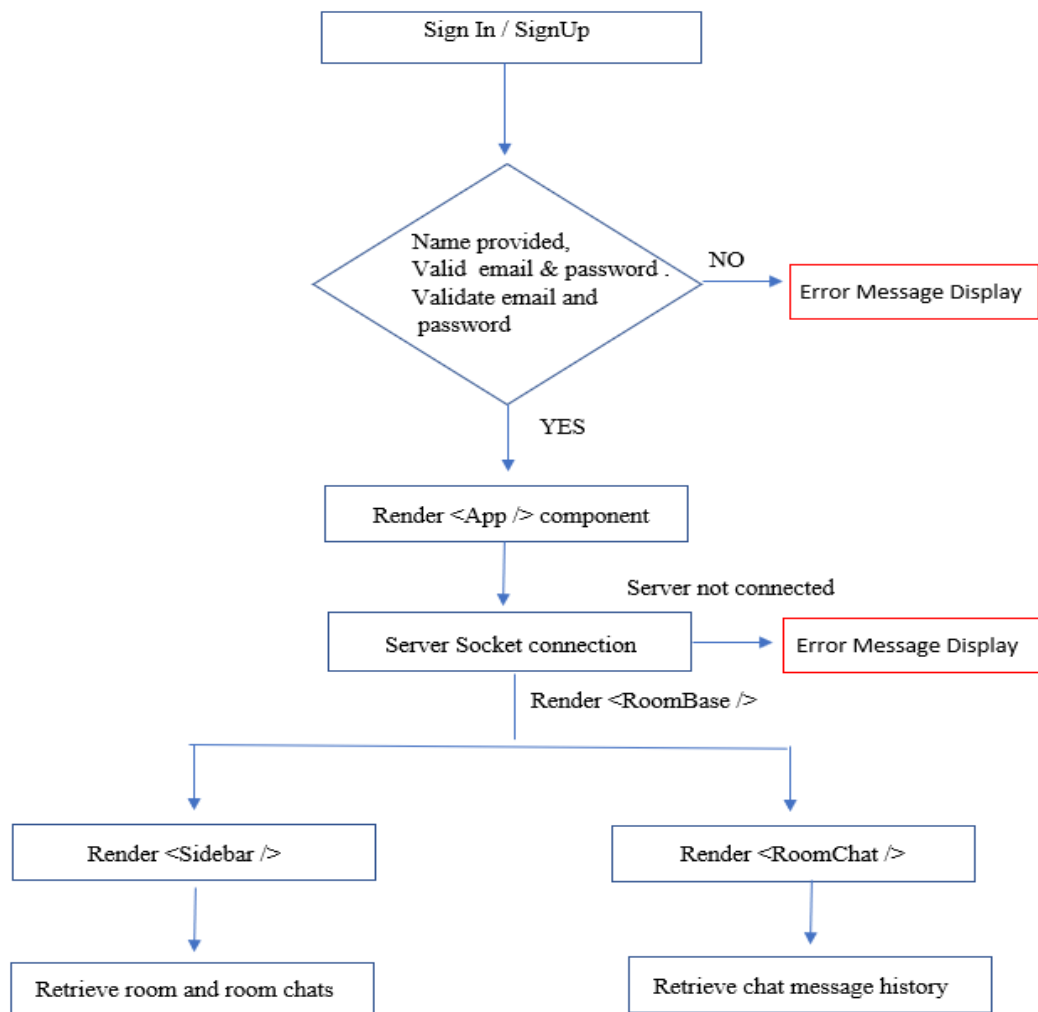 Sign In / SignUp
Name provided,
Valid email & password .
Validate email and
password
NO
Error Message Display
YES
Render <App /> component
Server not connected
Server Socket connection
Error Message Display
Render <RoomBase />
Render <Sidebar />
Render <RoomChat />
Retrieve room and room chats
Retrieve chat message history